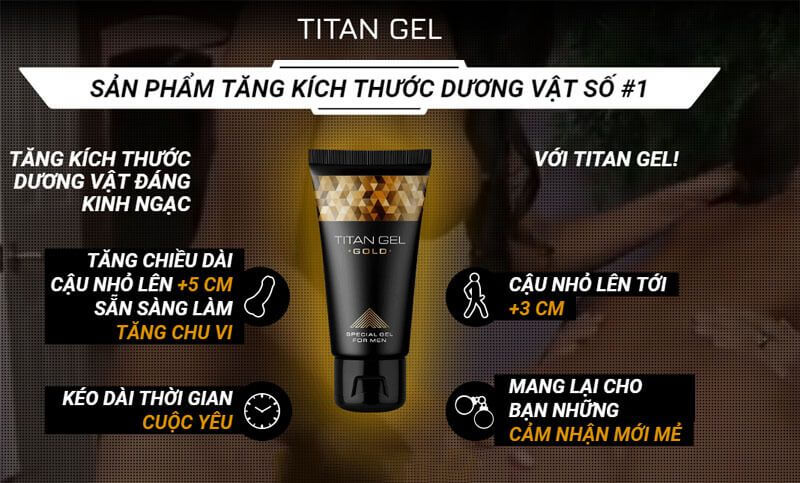 TITAN GEL
SẢN PHẨM TĂNG KÍCH THƯỚC DƯƠNG VẬT SỐ #1
TĂNG KÍCH THƯỚC
DƯƠNG VẬT ĐÁNG
KINH NGẠC
VỚI TITAN GEL!
TITAN GEL
GOLD
SPECIAL GEL
FOR MEN
TĂNG CHIỀU DÀI
CẬU NHỎ LÊN +5 CM
SẴN SÀNG LÀM
TĂNG CHU VI
CẬU NHỎ LÊN TỚI
+3 CM
KÉO DÀI THỜI GIAN
CUỘC YÊU
MANG LẠI CHO
BẠN NHỮNG
CẢM NHẬN MỚI MẺ